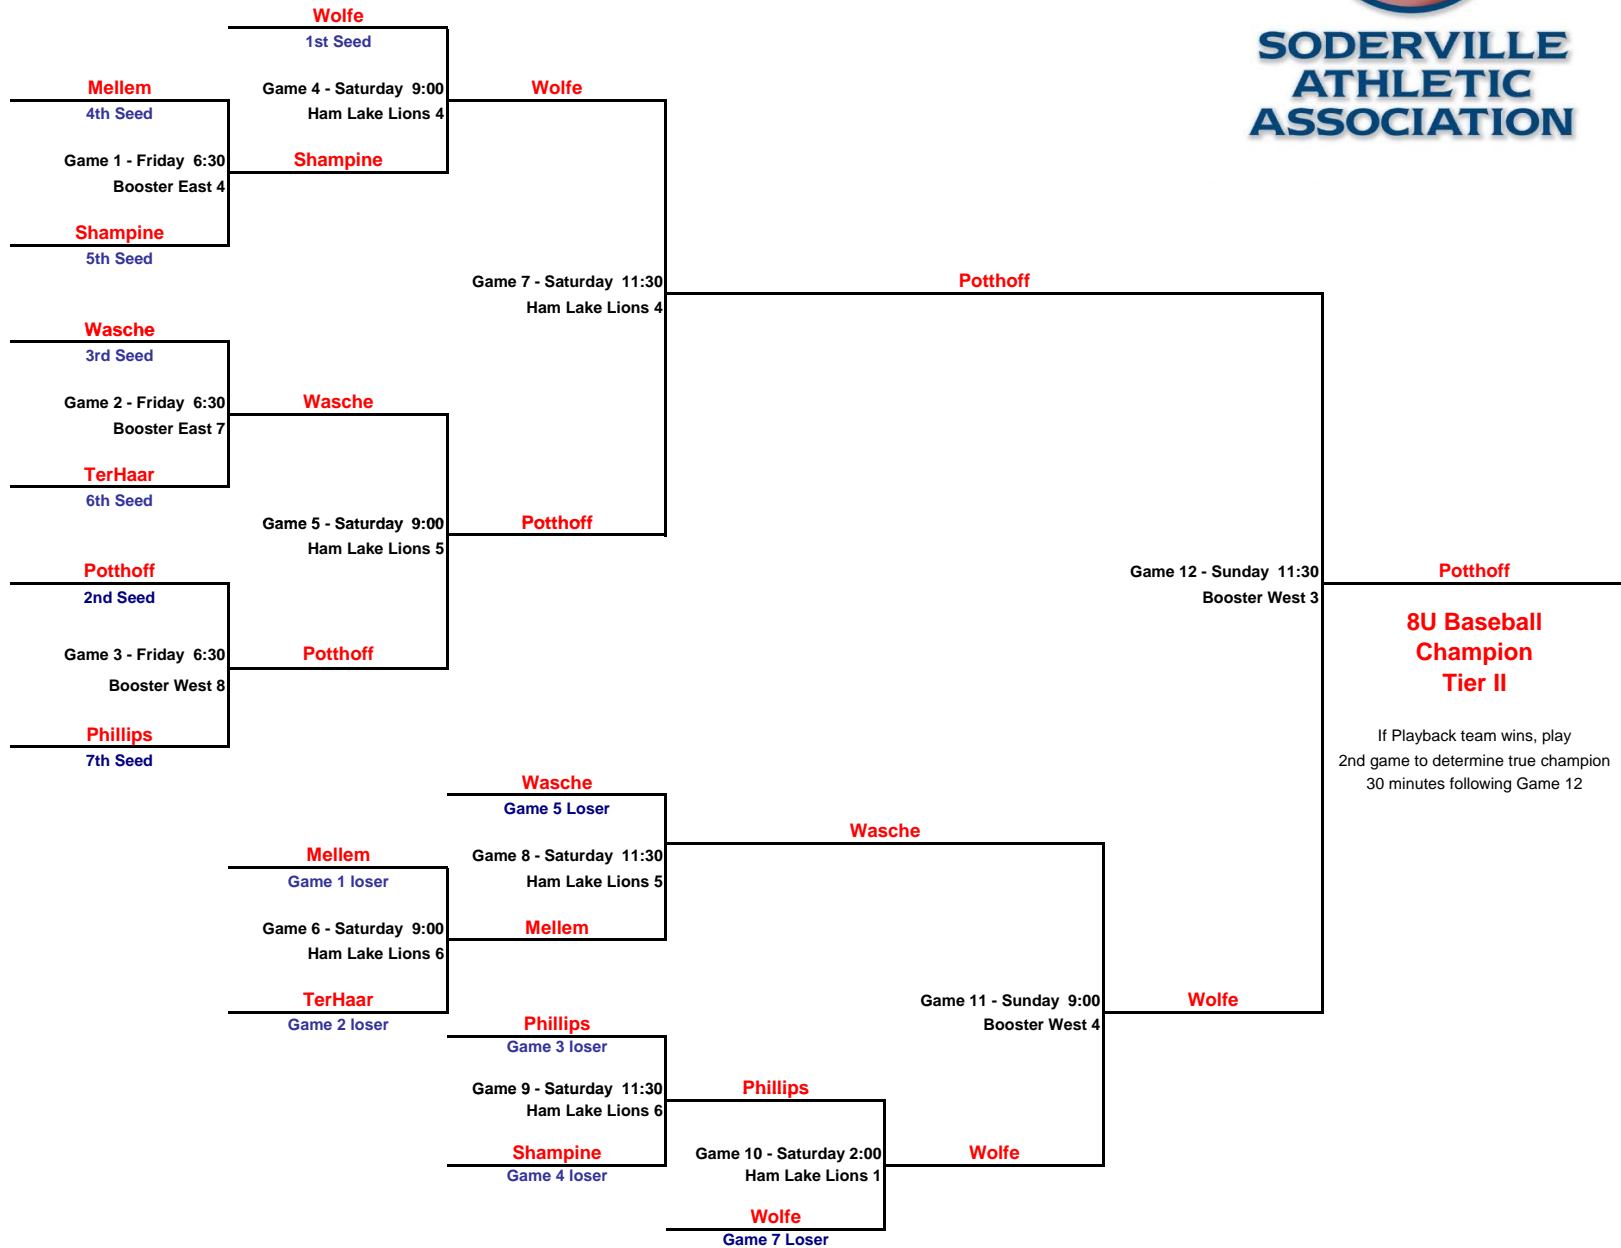 Wolfe
1st Seed
SODERVILLE
ATHLETIC
ASSOCIATION
Mellem
4th Seed
Game 4 - Saturday 9:00
Ham Lake Lions 4
Wolfe
Game 1 - Friday 6:30
Booster East 4
Shampine
Shampine
5th Seed
Game 7 - Saturday 11:30
Ham Lake Lions 4
Potthoff
Wasche
3rd Seed
Game 2 - Friday 6:30
Booster East 7
Wasche
TerHaar
6th Seed
Game 5 - Saturday 9:00
Ham Lake Lions 5
Potthoff
Potthoff
2nd Seed
Game 12 - Sunday 11:30
Booster West 3
Potthoff
8U Baseball
Champion
Tier II
Game 3 - Friday 6:30
Booster West 8
Potthoff
Phillips
7th Seed
If Playback team wins, play
2nd game to determine true champion
30 minutes following Game 12
Wasche
Game 5 Loser
Wasche
Mellem
Game 1 loser
Game 8 - Saturday 11:30
Ham Lake Lions 5
Game 6 - Saturday 9:00
Ham Lake Lions 6
Mellem
TerHaar
Game 2 loser
Game 11 - Sunday 9:00
Booster West 4
Wolfe
Phillips
Game 3 loser
Game 9 - Saturday 11:30
Ham Lake Lions 6
Phillips
Shampine
Game 4 loser
Game 10 - Saturday 2:00
Ham Lake Lions 1
Wolfe
Wolfe
Game 7 Loser